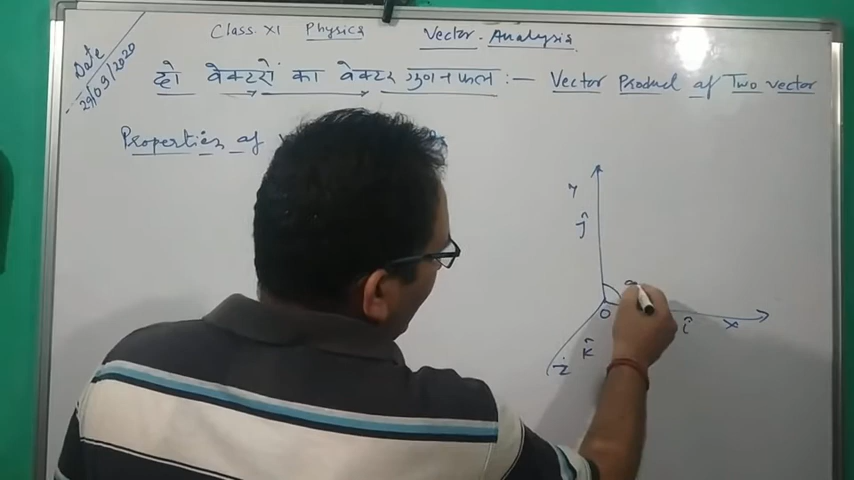 Class. XI Physics Vector. Analysis
Date
29/09/2020
दो वेक्टरों का वेक्टर गुणनफल :— Vector Product of Two vector
Properties of
Y
ĵ
O
î
X
k̂
Z